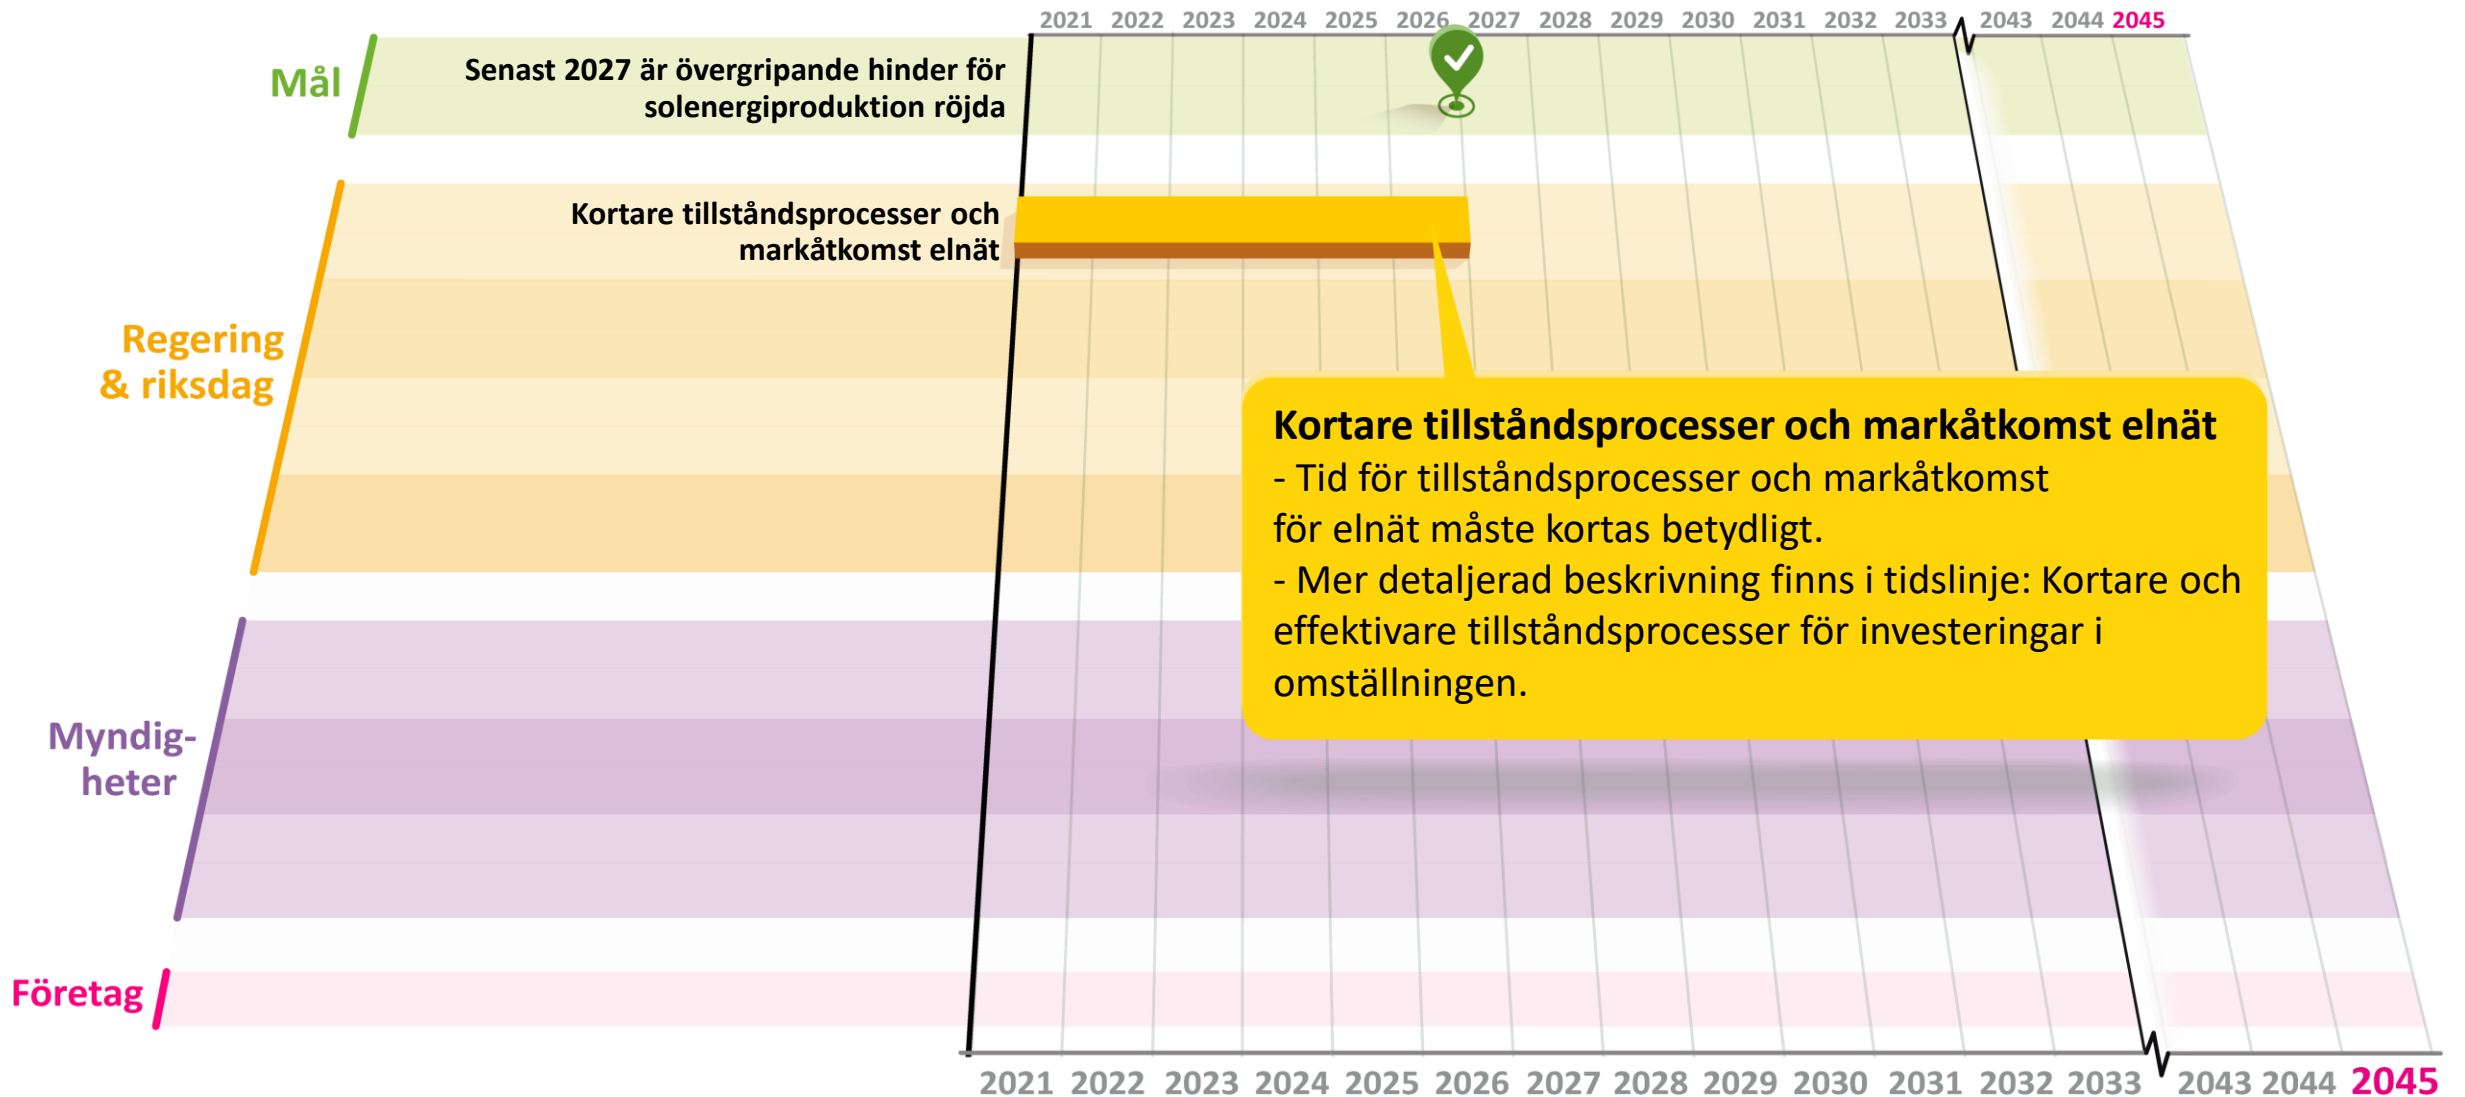 2021 2022 2023 2024 2025 2026 2027 2028 2029 2030 2031 2032 2033 2043 2044 2045
Mål
Senast 2027 är övergripande hinder för
solenergiproduktion röjda
Kortare tillståndsprocesser och
markåtkomst elnät
Regering
& riksdag
Kortare tillståndsprocesser och markåtkomst elnät
- Tid för tillståndsprocesser och markåtkomst
för elnät måste kortas betydligt.
- Mer detaljerad beskrivning finns i tidslinje: Kortare och
effektivare tillståndsprocesser för investeringar i
omställningen.
Myndig-
heter
Företag
2021 2022 2023 2024 2025 2026 2027 2028 2029 2030 2031 2032 2033 2043 2044 2045